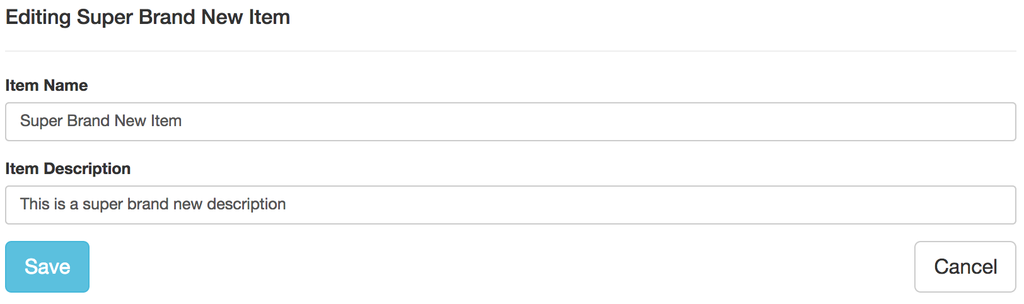 Editing Super Brand New Item
Item Name
Super Brand New Item
Item Description
This is a super brand new description
Save
Cancel